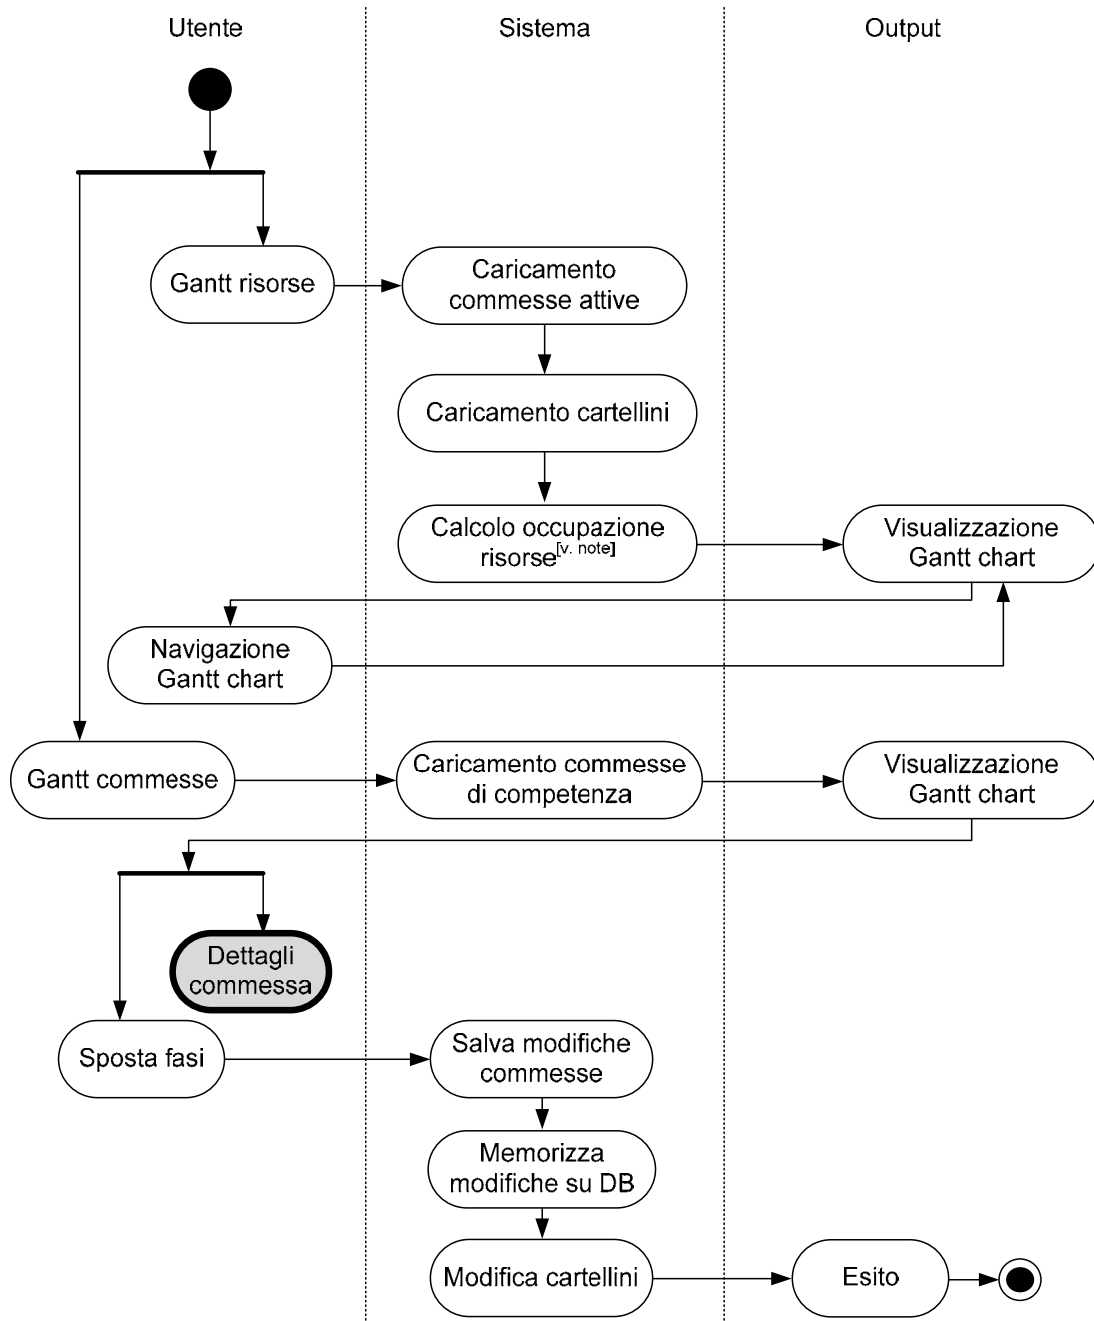 Utente
Sistema
Output
Gantt risorse
Caricamento
commesse attive
Caricamento cartellini
Calcolo occupazione
risorse[v. note]
Visualizzazione
Gantt chart
Navigazione
Gantt chart
Gantt commesse
Caricamento commesse
di competenza
Visualizzazione
Gantt chart
Dettagli
commessa
Sposta fasi
Salva modifiche
commesse
Memorizza
modifiche su DB
Modifica cartellini
Esito